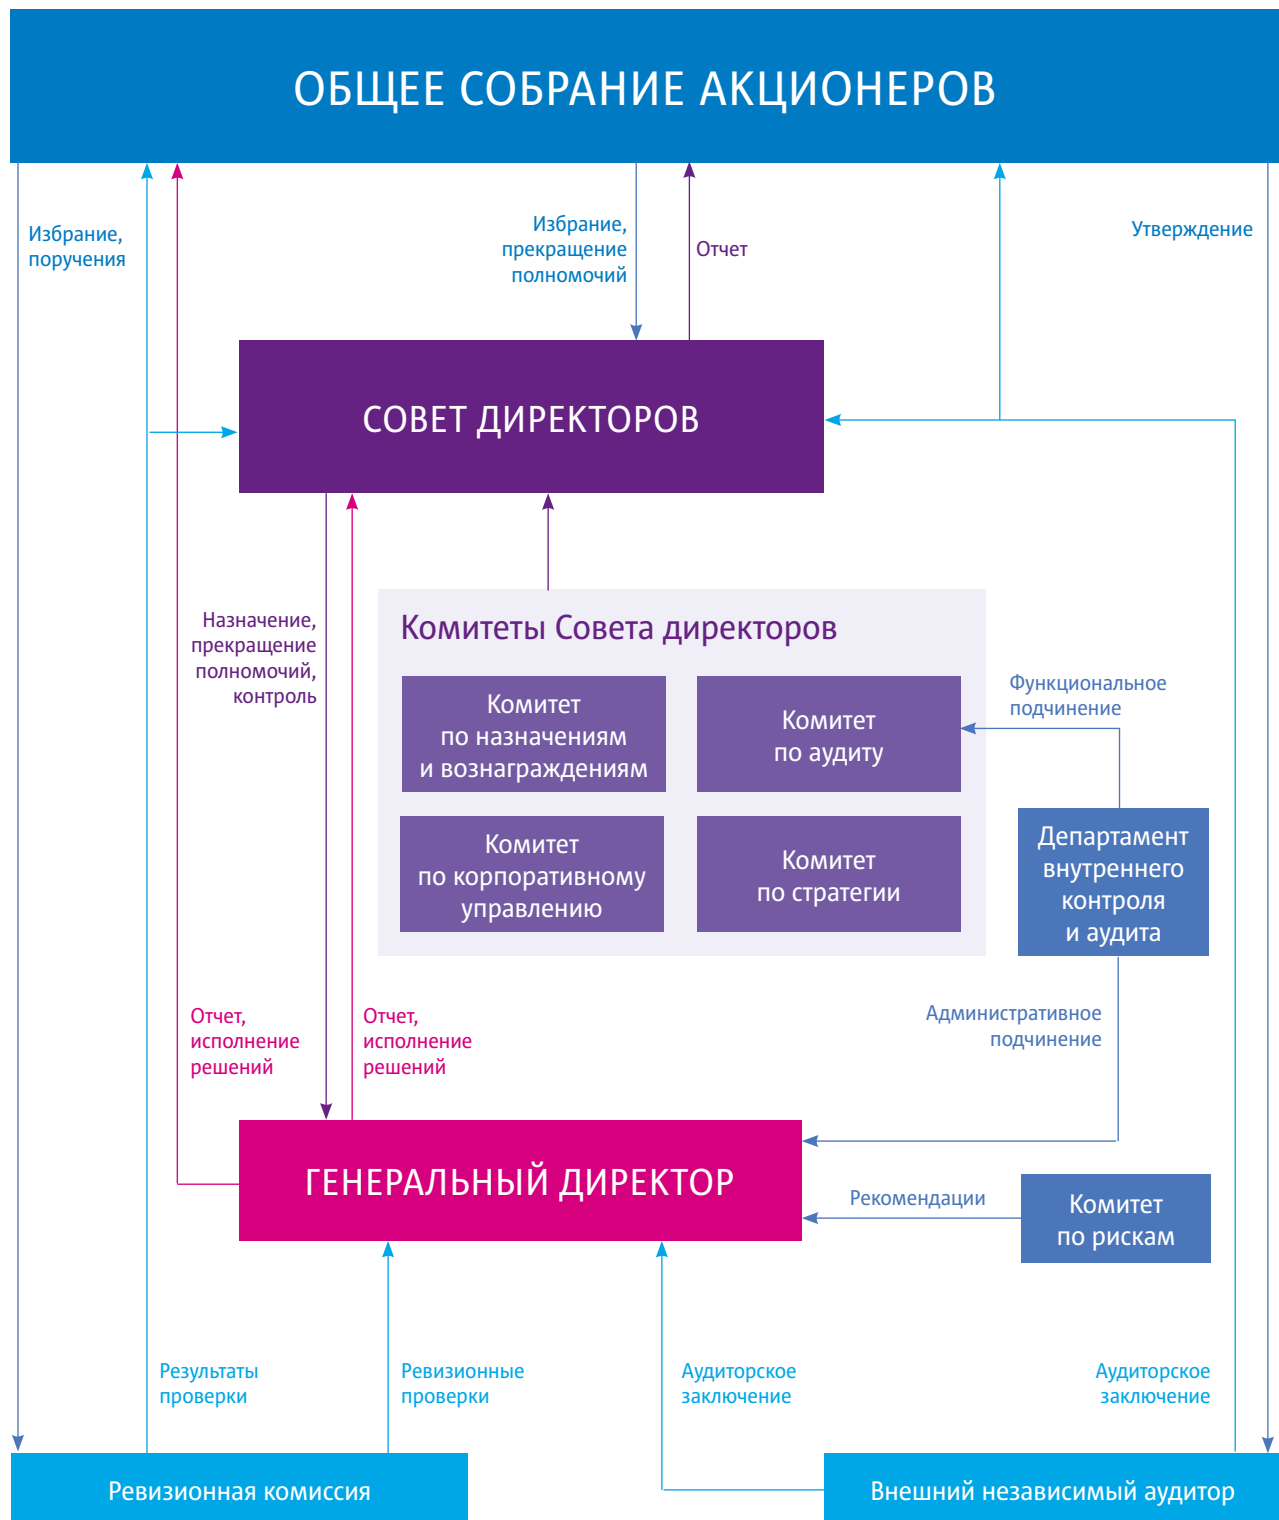 ОБЩЕЕ СОБРАНИЕ АКЦИОНЕРОВ
Избрание,
поручения
Избрание,
прекращение
полномочий
Отчет
Утверждение
СОВЕТ ДИРЕКТОРОВ
Назначение,
прекращение
полномочий,
контроль
Комитеты Совета директоров
Комитет
по назначениям
и вознаграждениям
Комитет
по аудиту
Функциональное
подчинение
Комитет
по корпоративному
управлению
Комитет
по стратегии
Департамент
внутреннего
контроля
и аудита
Отчет,
исполнение
решений
Отчет,
исполнение
решений
Административное
подчинение
ГЕНЕРАЛЬНЫЙ ДИРЕКТОР
Рекомендации
Комитет
по рискам
Результаты
проверки
Ревизионные
проверки
Аудиторское
заключение
Аудиторское
заключение
Ревизионная комиссия
Внешний независимый аудитор